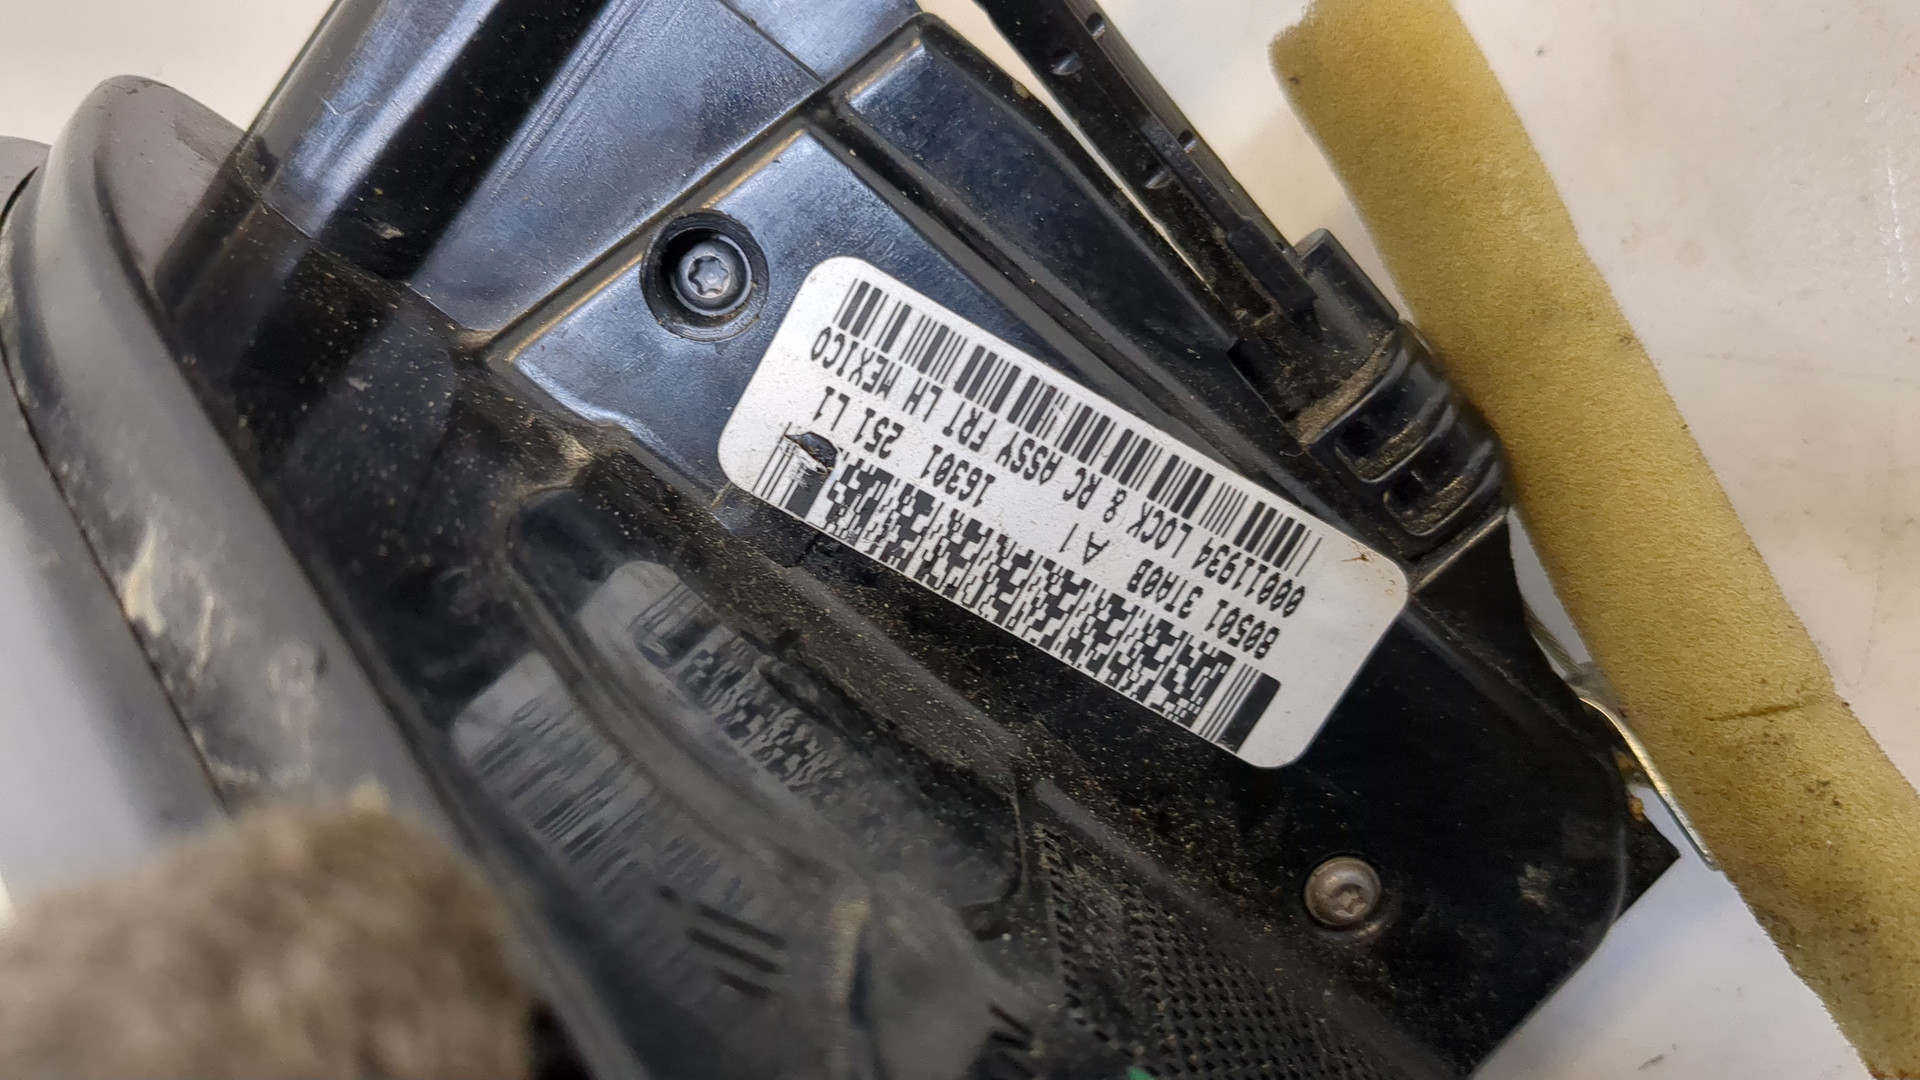 80501 3TA0B A1 16301 251 L1
00011934 LOCK & RC ASSY FRT LH MEXICO